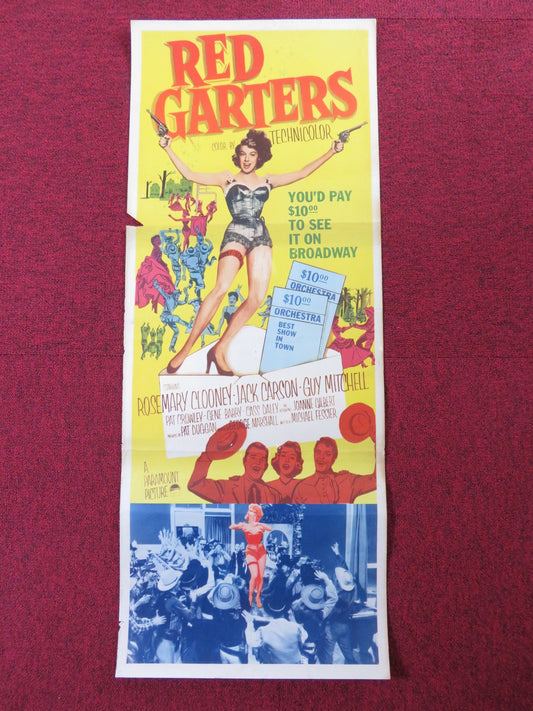 RED
GARTERS
COLOR BY TECHNICOLOR
YOU'D PAY
$10.00
TO SEE
IT ON
BROADWAY
$10.00
ORCHESTRA
$10.00
ORCHESTRA
BEST
SHOW
IN
TOWN
STARRING
ROSEMARY CLOONEY · JACK CARSON · GUY MITCHELL
PAT CROWLEY · GENE BARRY · CASS DALEY JOANNE GILBERT
PAT DUGGAN GEORGE MARSHALL MICHAEL FESSIER
A
PARAMOUNT
PICTURE